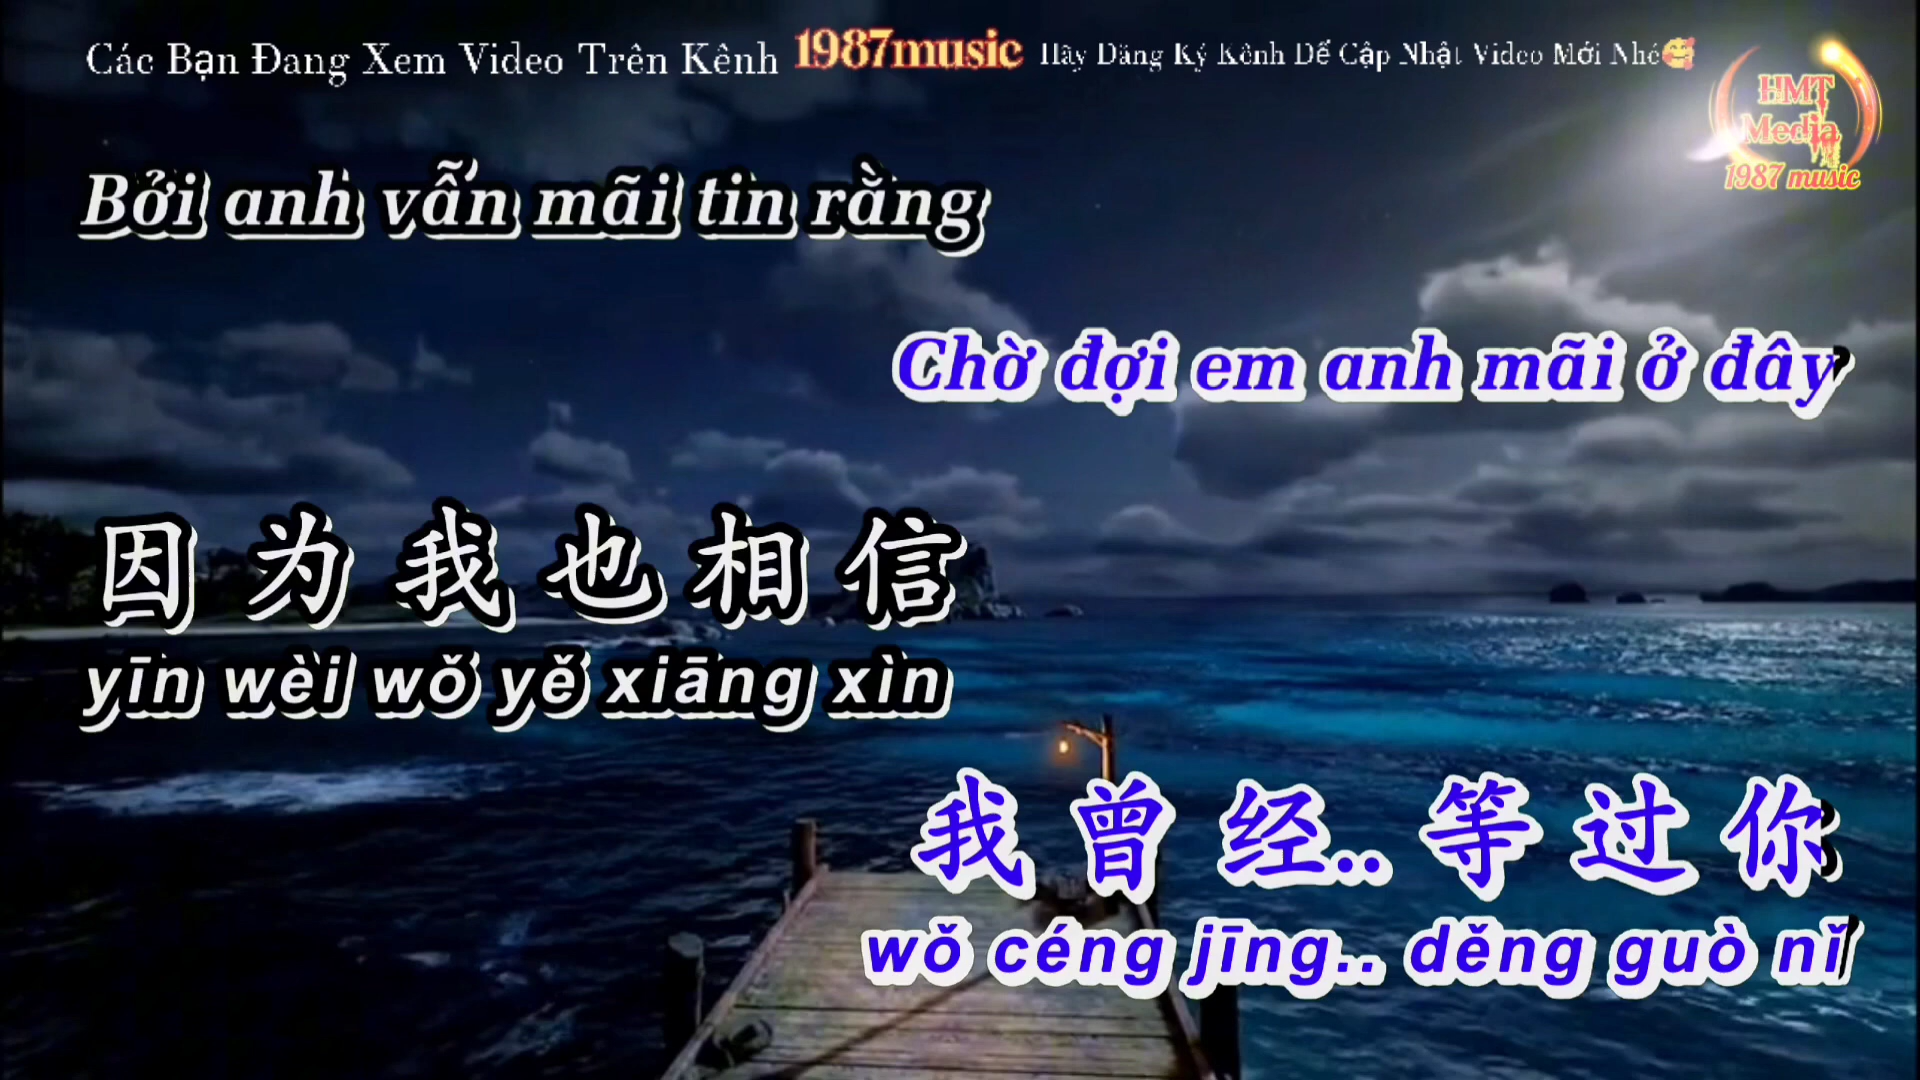 Các Bạn Đang Xem Video Trên Kênh 1987music Hãy Đăng Ký Kênh Để Cập Nhật Video Mới Nhé🥰
HMT
Media
1987 music
Bởi anh vẫn mãi tin rằng
Chờ đợi em anh mãi ở đây
因为我也相信
yīn wèi wǒ yě xiāng xìn
我曾经..等过你
wǒ céng jīng.. děng guò nǐ